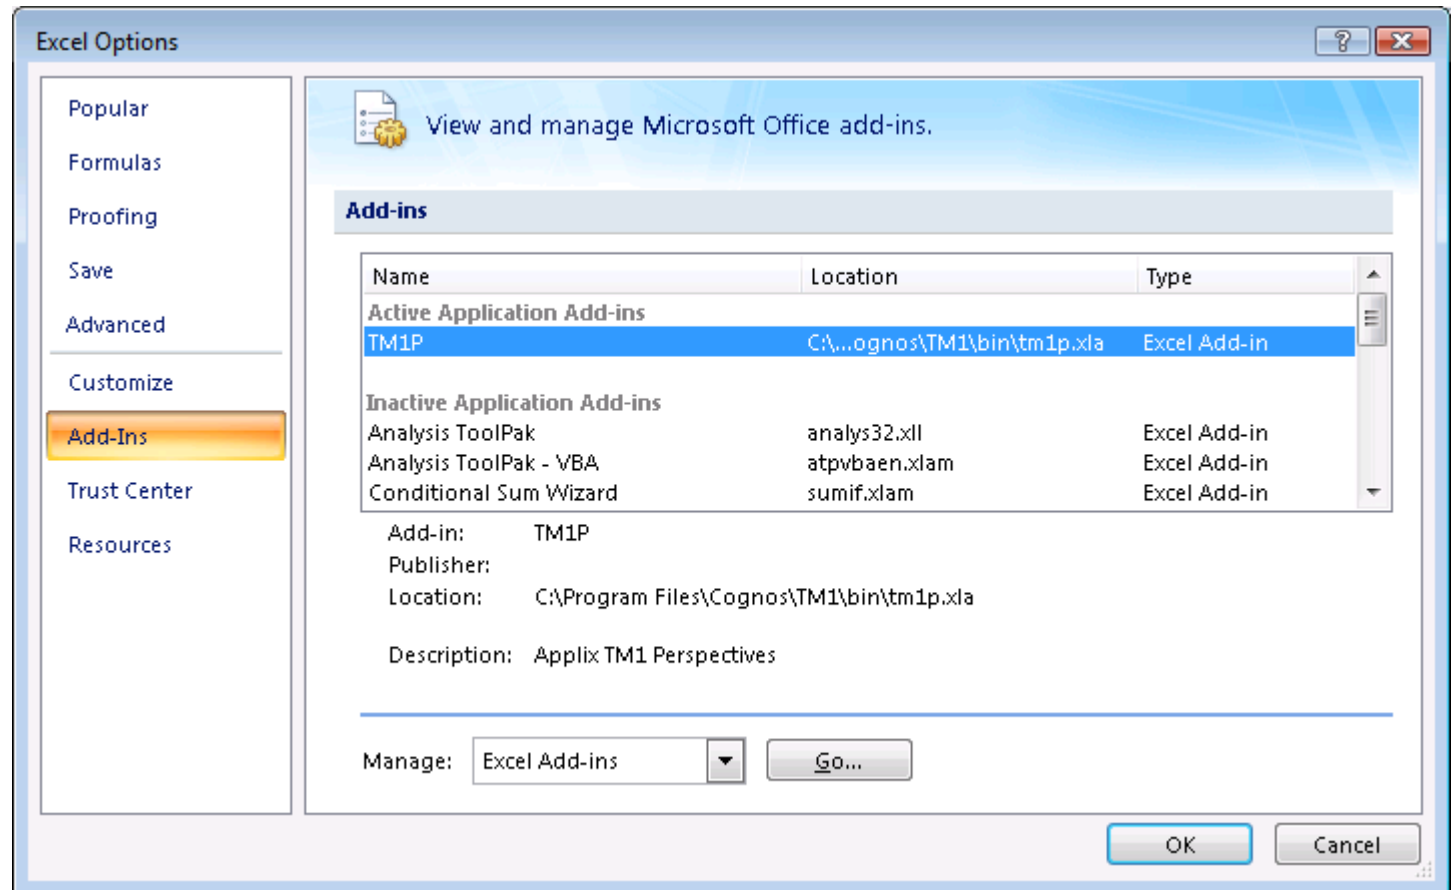 Excel Options
Popular
Formulas
Proofing
Save
Advanced
Customize
Add-Ins
Trust Center
Resources
View and manage Microsoft Office add-ins.
Add-ins
Name Location Type
Active Application Add-ins
TM1P C:\...ognos\TM1\bin\tm1p.xla Excel Add-in
Inactive Application Add-ins
Analysis ToolPak analys32.xll Excel Add-in
Analysis ToolPak - VBA atpvbaen.xlam Excel Add-in
Conditional Sum Wizard sumif.xlam Excel Add-in
Add-in: TM1P
Publisher:
Location: C:\Program Files\Cognos\TM1\bin\tm1p.xla
Description: Applix TM1 Perspectives
Manage: Excel Add-ins Go...
OK Cancel